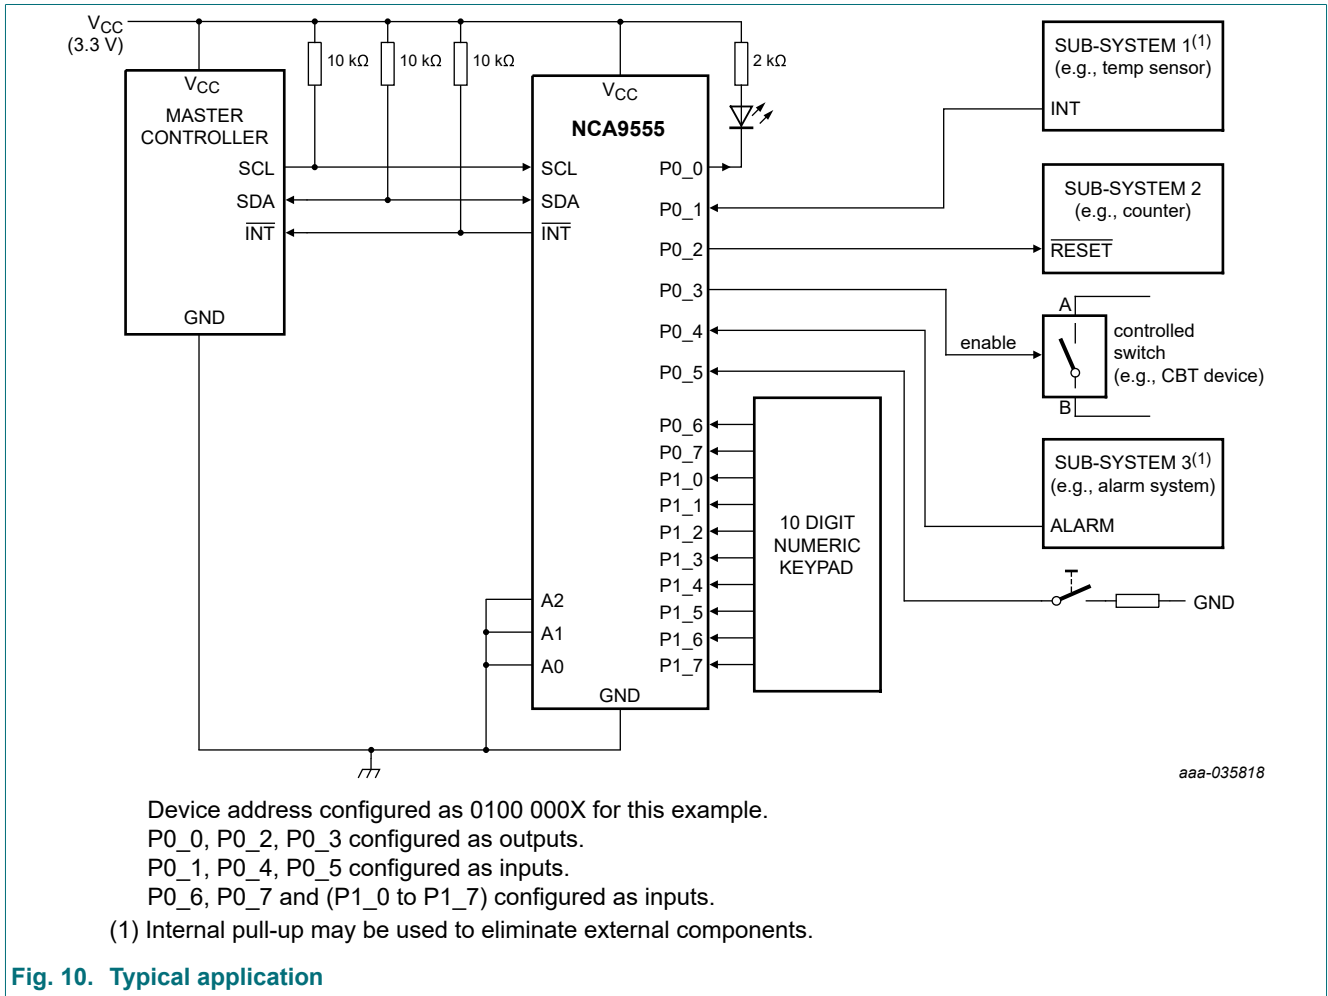 VCC
(3.3 V)
10 kΩ
10 kΩ
10 kΩ
2 kΩ
VCC
MASTER
CONTROLLER
SCL
SDA
INT
GND
VCC
NCA9555
SCL
SDA
INT
A2
A1
A0
GND
P0_0
P0_1
P0_2
P0_3
P0_4
P0_5
P0_6
P0_7
P1_0
P1_1
P1_2
P1_3
P1_4
P1_5
P1_6
P1_7
10 DIGIT
NUMERIC
KEYPAD
SUB-SYSTEM 1(1)
(e.g., temp sensor)
INT
SUB-SYSTEM 2
(e.g., counter)
RESET
A
enable
controlled
switch
(e.g., CBT device)
B
SUB-SYSTEM 3(1)
(e.g., alarm system)
ALARM
GND
aaa-035818
Device address configured as 0100 000X for this example.
P0_0, P0_2, P0_3 configured as outputs.
P0_1, P0_4, P0_5 configured as inputs.
P0_6, P0_7 and (P1_0 to P1_7) configured as inputs.
(1) Internal pull-up may be used to eliminate external components.
Fig. 10. Typical application